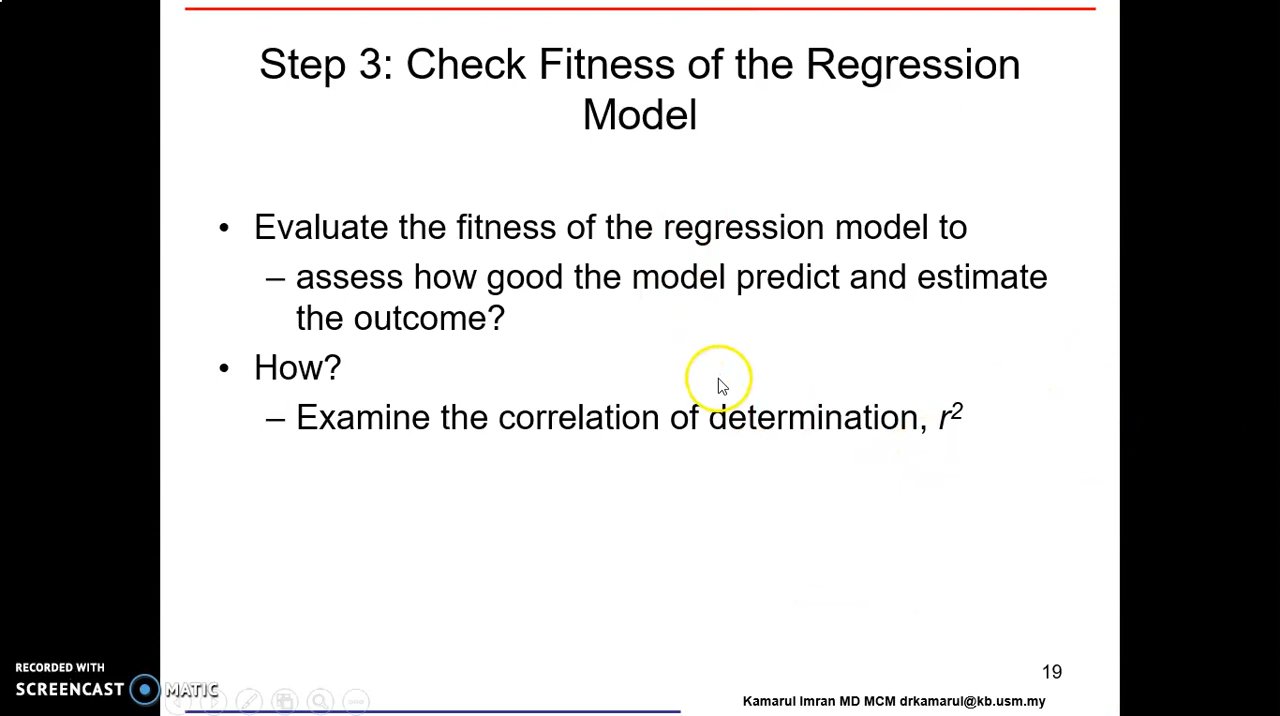 Step 3: Check Fitness of the Regression
Model
• Evaluate the fitness of the regression model to
– assess how good the model predict and estimate
the outcome?
• How?
– Examine the correlation of determination, r²
19
Kamarul Imran MD MCM drkamarul@kb.usm.my
RECORDED WITH
SCREENCAST MATIC